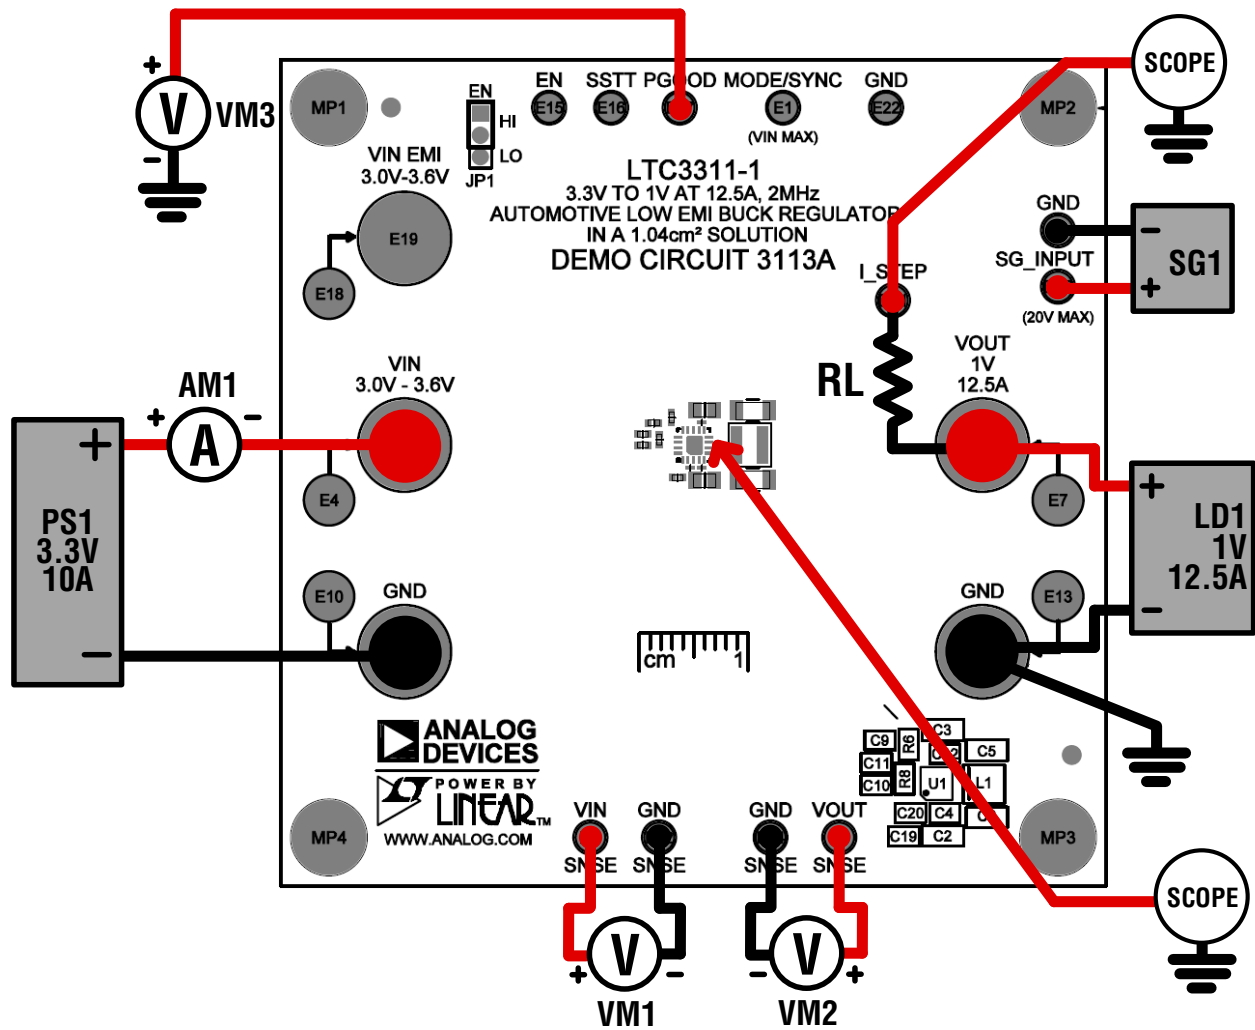 SCOPE
+
V
VM3
-
MP1
EN
HI
LO
JP1
EN
E15
SSTT
E16
PGOOD
MODE/SYNC
E1
(VIN MAX)
GND
E22
MP2
VIN EMI
3.0V-3.6V
E19
E18
LTC3311-1
3.3V TO 1V AT 12.5A, 2MHz
AUTOMOTIVE LOW EMI BUCK REGULATOR
IN A 1.04cm² SOLUTION
DEMO CIRCUIT 3113A
GND
SG_INPUT
(20V MAX)
-
+
SG1
I_STEP
RL
VOUT
1V
12.5A
VIN
3.0V - 3.6V
AM1
+
-
A
E4
E7
+
PS1
3.3V
10A
-
+
LD1
1V
12.5A
-
E10
GND
GND
E13
cm 1
ANALOG
DEVICES
POWER BY
LINEAR™
WWW.ANALOG.COM
C3
C9
R6
C5
C11
C10
R8
U1
L1
C20
C4
C19
C2
MP4
VIN
SNSE
GND
SNSE
GND
SNSE
VOUT
SNSE
MP3
SCOPE
+
V
-
VM1
-
V
+
VM2